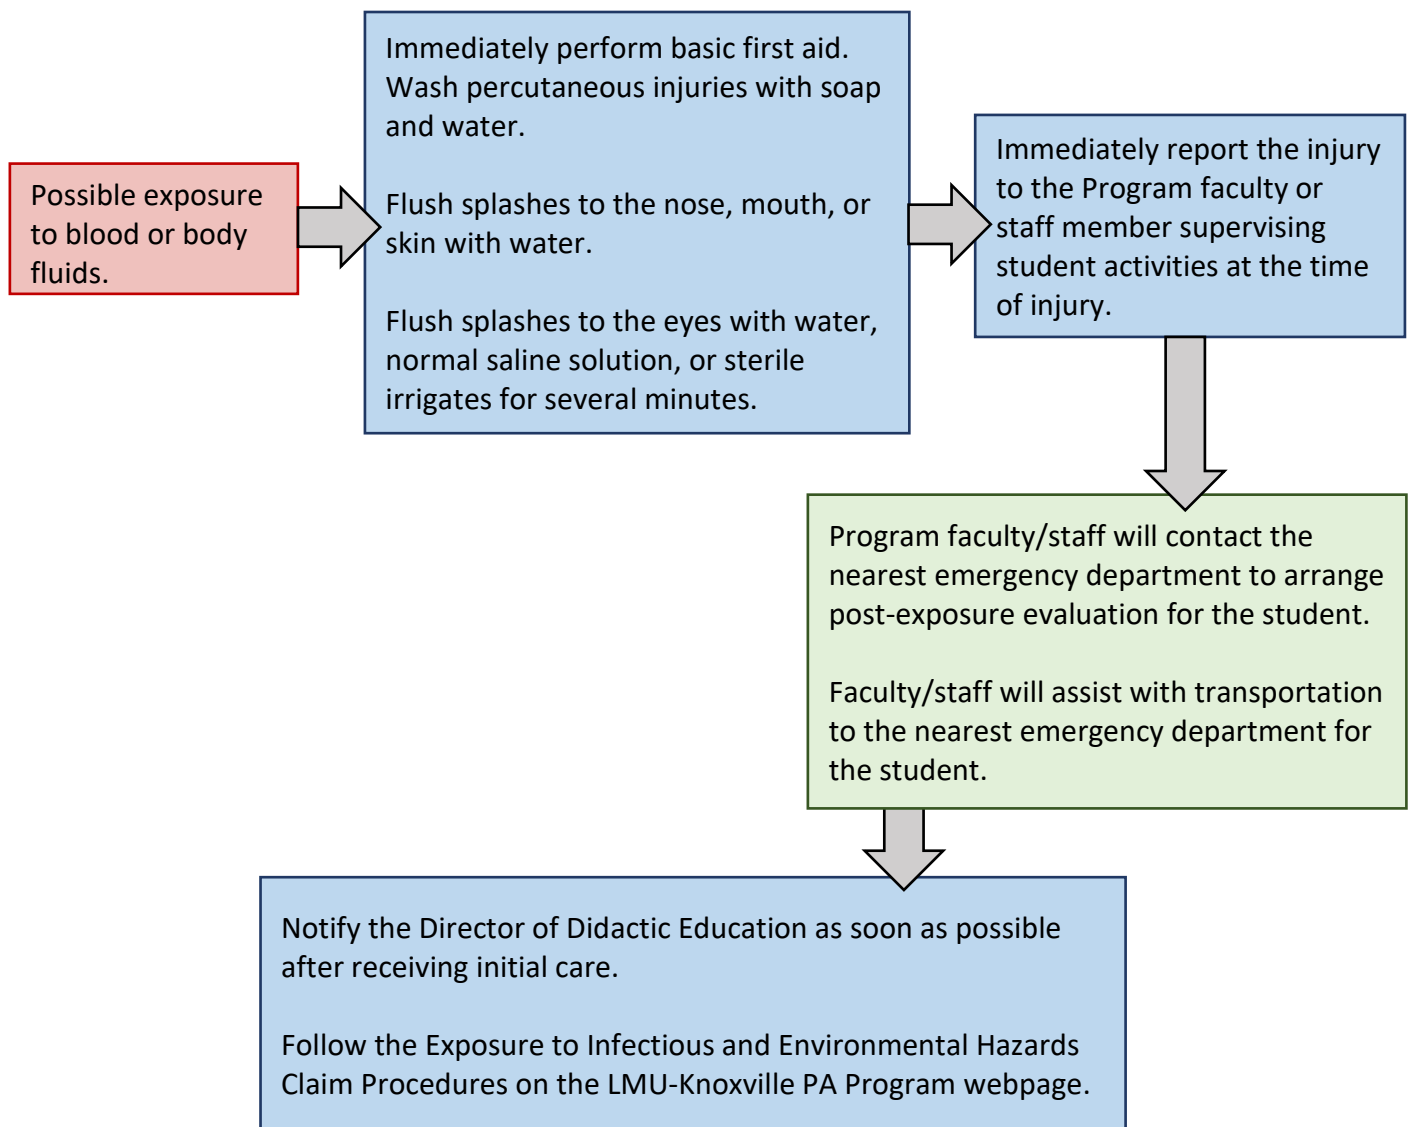 Possible exposure
to blood or body
fluids.
Immediately perform basic first aid.
Wash percutaneous injuries with soap
and water.
Flush splashes to the nose, mouth, or
skin with water.
Flush splashes to the eyes with water,
normal saline solution, or sterile
irrigates for several minutes.
Immediately report the injury
to the Program faculty or
staff member supervising
student activities at the time
of injury.
Program faculty/staff will contact the
nearest emergency department to arrange
post-exposure evaluation for the student.
Faculty/staff will assist with transportation
to the nearest emergency department for
the student.
Notify the Director of Didactic Education as soon as possible
after receiving initial care.
Follow the Exposure to Infectious and Environmental Hazards
Claim Procedures on the LMU-Knoxville PA Program webpage.